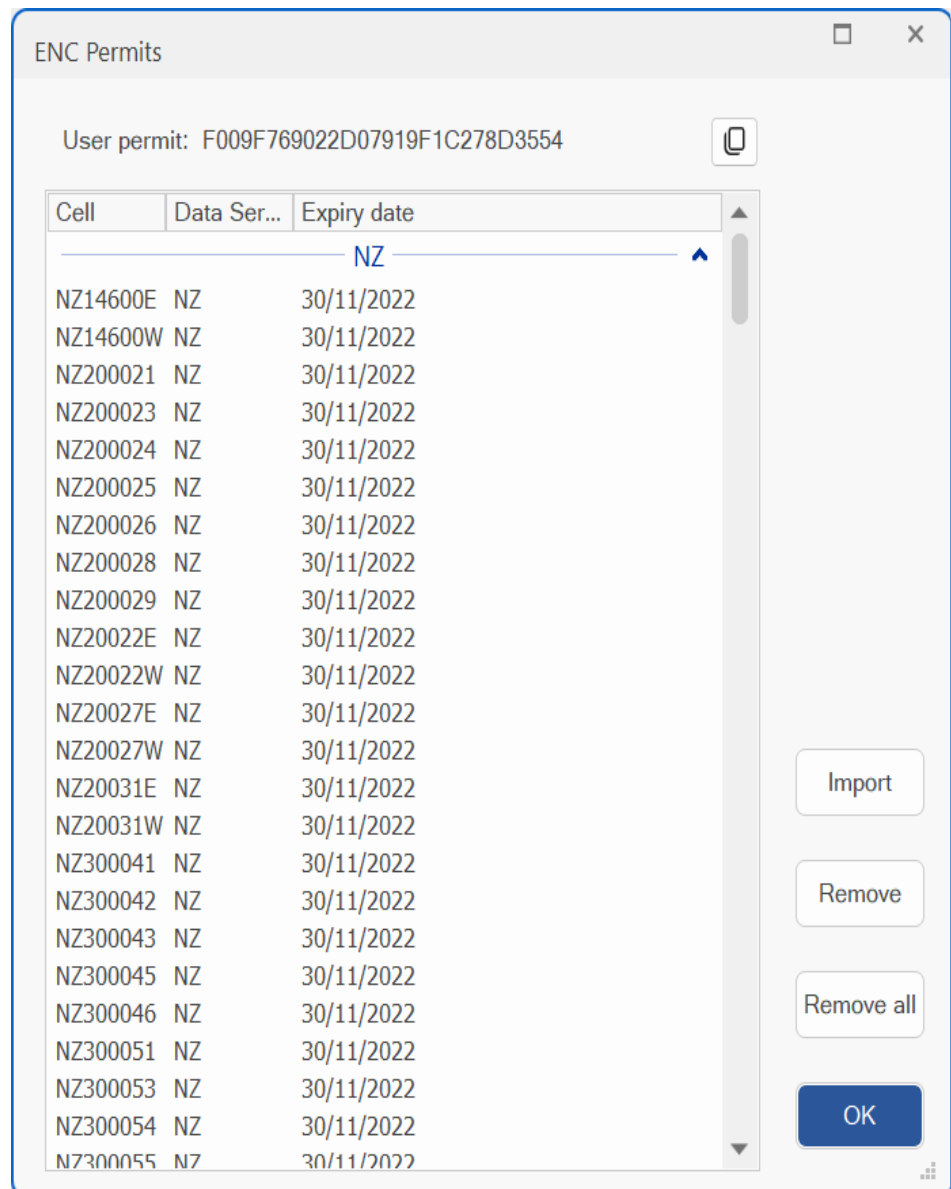 ENC Permits
User permit: F009F769022D07919F1C278D3554
Cell Data Ser... Expiry date
NZ
NZ14600E NZ 30/11/2022
NZ14600W NZ 30/11/2022
NZ200021 NZ 30/11/2022
NZ200023 NZ 30/11/2022
NZ200024 NZ 30/11/2022
NZ200025 NZ 30/11/2022
NZ200026 NZ 30/11/2022
NZ200028 NZ 30/11/2022
NZ200029 NZ 30/11/2022
NZ20022E NZ 30/11/2022
NZ20022W NZ 30/11/2022
NZ20027E NZ 30/11/2022
NZ20027W NZ 30/11/2022
NZ20031E NZ 30/11/2022
NZ20031W NZ 30/11/2022
NZ300041 NZ 30/11/2022
NZ300042 NZ 30/11/2022
NZ300043 NZ 30/11/2022
NZ300045 NZ 30/11/2022
NZ300046 NZ 30/11/2022
NZ300051 NZ 30/11/2022
NZ300053 NZ 30/11/2022
NZ300054 NZ 30/11/2022
NZ300055 NZ 30/11/2022
Import
Remove
Remove all
OK